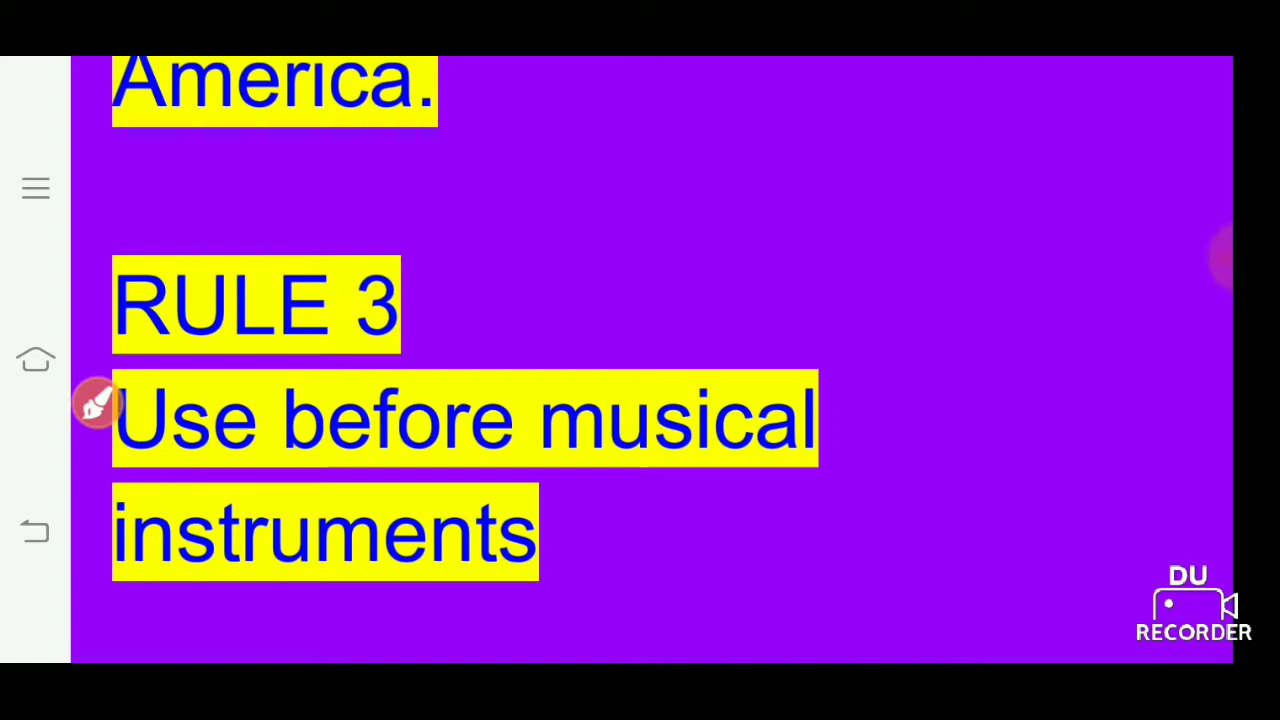 America.
RULE 3
Use before musical
instruments
DU
RECORDER